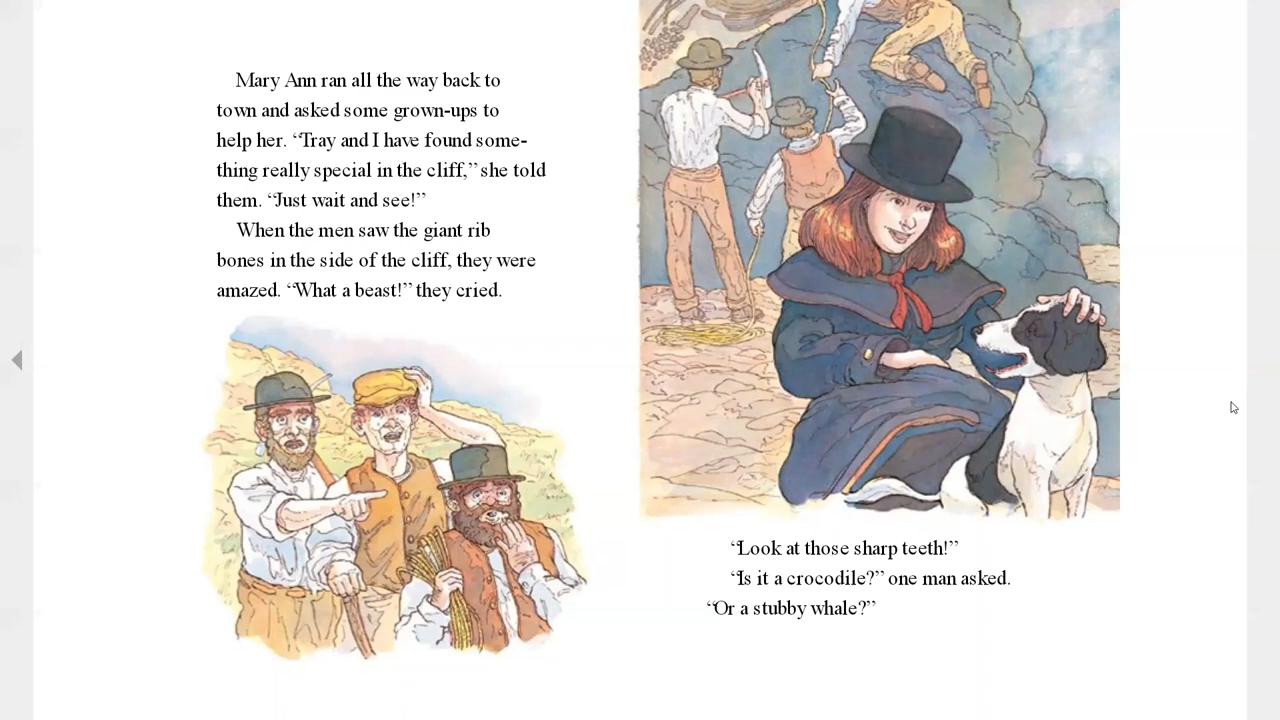 Mary Ann ran all the way back to
town and asked some grown-ups to
help her. “Tray and I have found some-
thing really special in the cliff,” she told
them. “Just wait and see!”
When the men saw the giant rib
bones in the side of the cliff, they were
amazed. “What a beast!” they cried.
“Look at those sharp teeth!”
“Is it a crocodile?” one man asked.
“Or a stubby whale?”